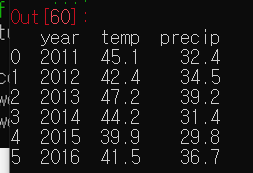 Out[60]
year temp precip
0 2011 45.1 32.4
1 2012 42.4 34.5
2 2013 47.2 39.2
3 2014 44.2 31.4
4 2015 39.9 29.8
5 2016 41.5 36.7